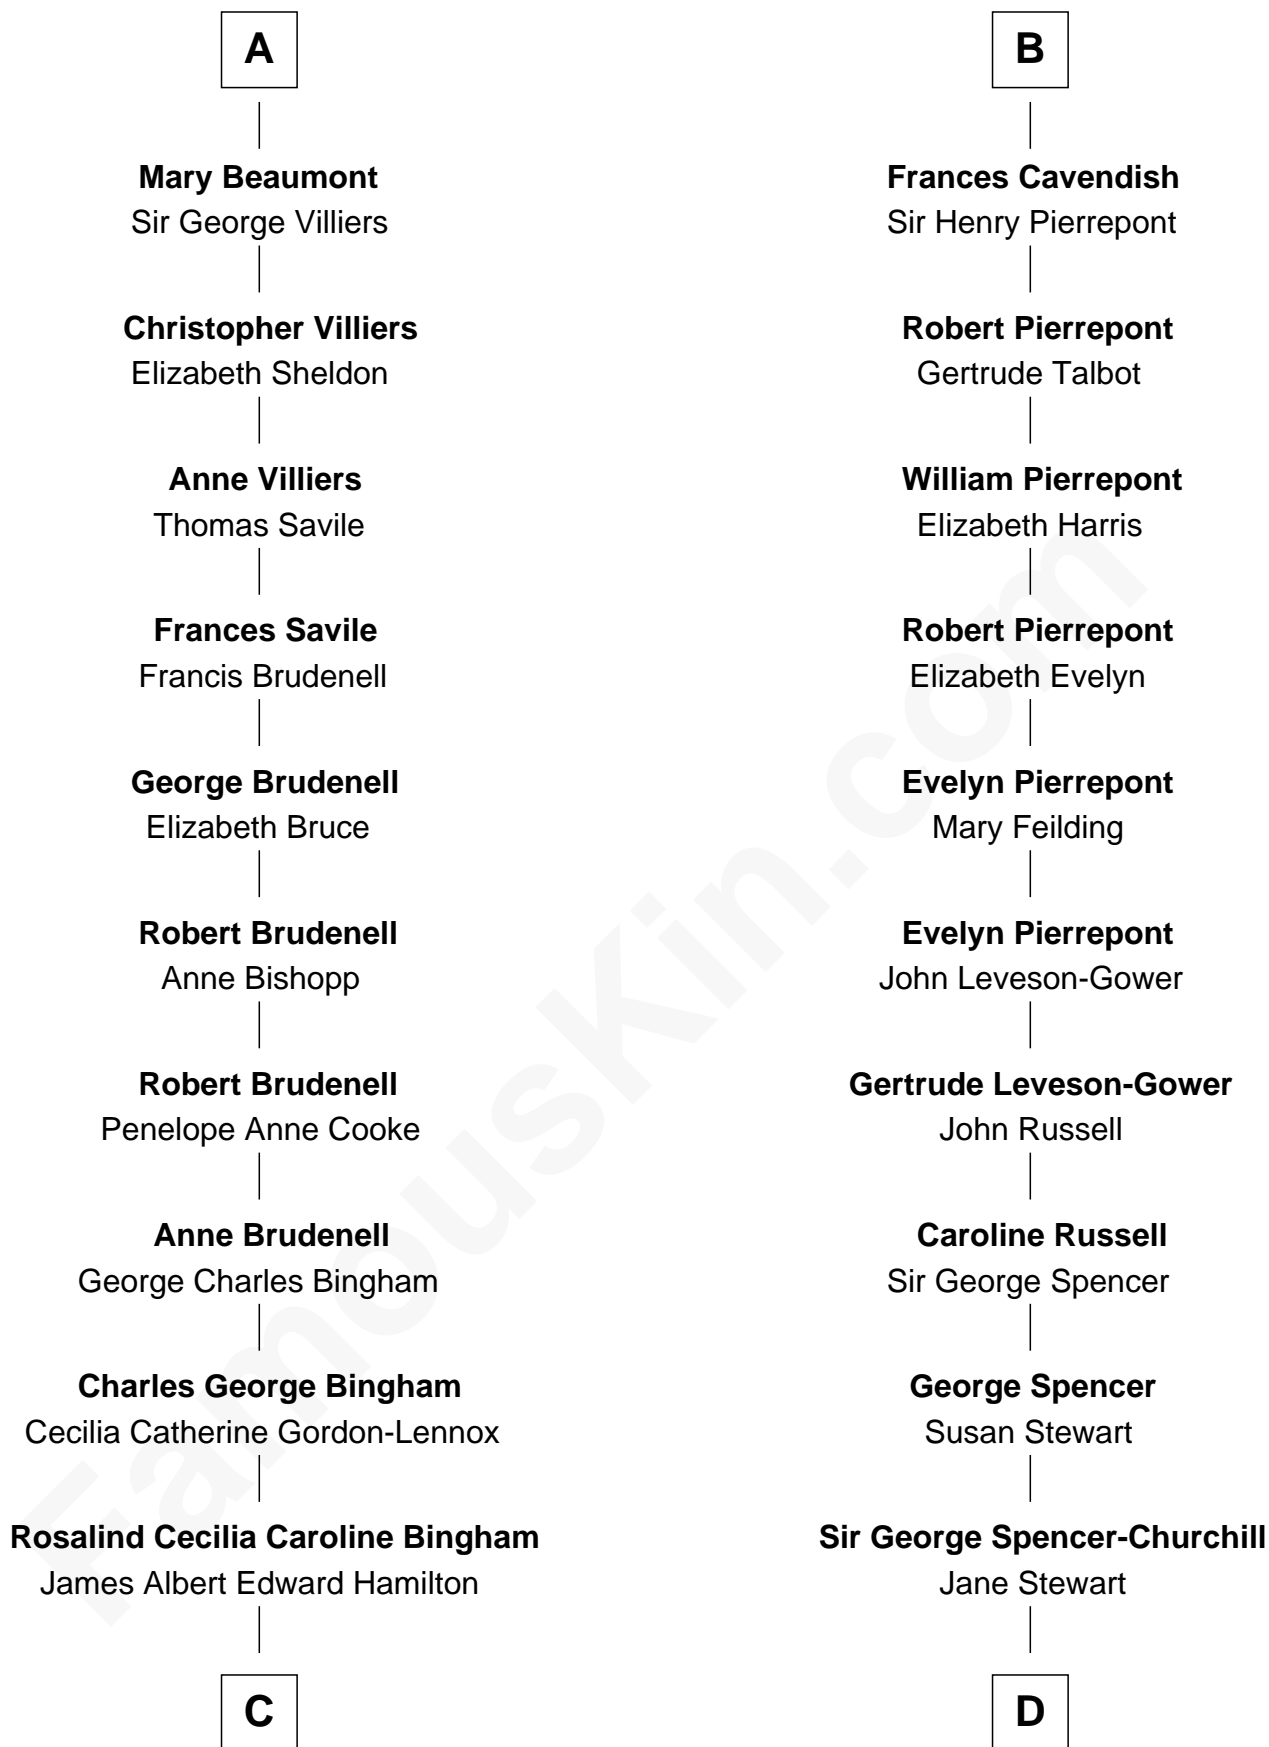 A
Mary Beaumont
Sir George Villiers
Christopher Villiers
Elizabeth Sheldon
Anne Villiers
Thomas Savile
Frances Savile
Francis Brudenell
George Brudenell
Elizabeth Bruce
Robert Brudenell
Anne Bishopp
Robert Brudenell
Penelope Anne Cooke
Anne Brudenell
George Charles Bingham
Charles George Bingham
Cecilia Catherine Gordon-Lennox
Rosalind Cecilia Caroline Bingham
James Albert Edward Hamilton
C
B
Frances Cavendish
Sir Henry Pierrepont
Robert Pierrepont
Gertrude Talbot
William Pierrepont
Elizabeth Harris
Robert Pierrepont
Elizabeth Evelyn
Evelyn Pierrepont
Mary Feilding
Evelyn Pierrepont
John Leveson-Gower
Gertrude Leveson-Gower
John Russell
Caroline Russell
Sir George Spencer
George Spencer
Susan Stewart
Sir George Spencer-Churchill
Jane Stewart
D
FamousKin.com